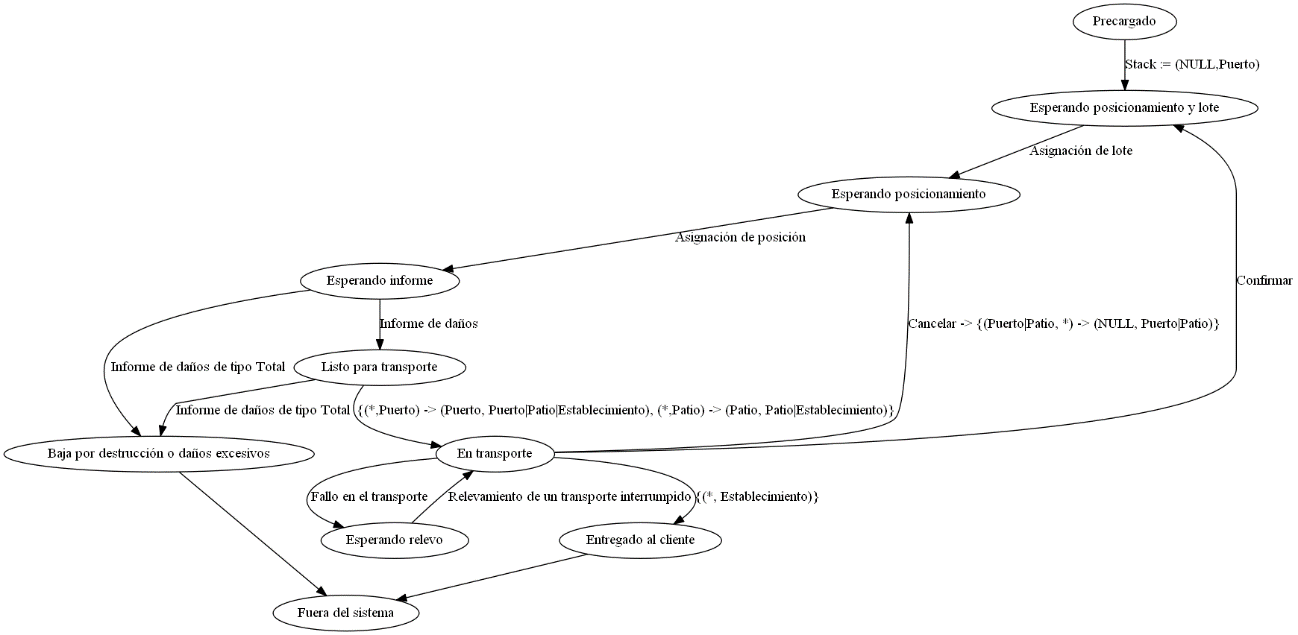 Precargado
Stack := (NULL,Puerto)
Esperando posicionamiento y lote
Asignación de lote
Esperando posicionamiento
Asignación de posición
Esperando informe
Confirmar
Informe de daños
Cancelar -> {(Puerto|Patio, *) -> (NULL, Puerto|Patio)}
Informe de daños de tipo Total
Listo para transporte
Informe de daños de tipo Total
{(*,Puerto) -> (Puerto, Puerto|Patio|Establecimiento), (*,Patio) -> (Patio, Patio|Establecimiento)}
Baja por destrucción o daños excesivos
En transporte
Fallo en el transporte
Relevamiento de un transporte interrumpido
{(*, Establecimiento)}
Esperando relevo
Entregado al cliente
Fuera del sistema